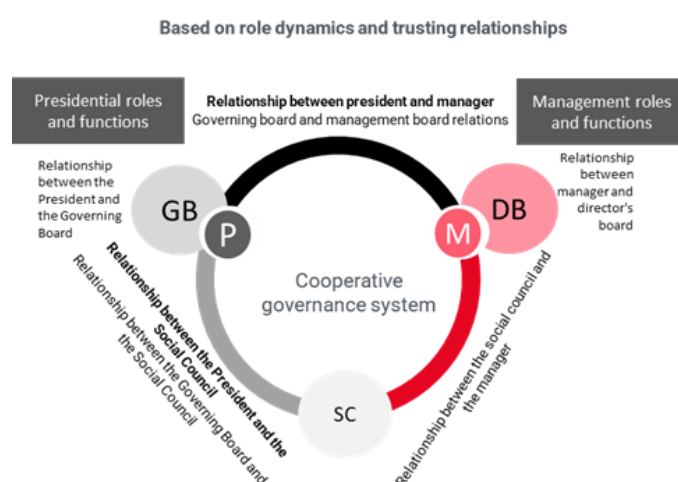 Based on role dynamics and trusting relationships
Presidential roles
and functions
Relationship between president and manager
Governing board and management board relations
Management roles
and functions
Relationship
between the
President and
the Governing
Board
GB
P
M
DB
Relationship
between
manager and
director's
board
Cooperative
governance system
Relationship between the President and the
Social Council
Relationship between the Governing Board and
the Social Council
SC
Relationship between the social council and
the manager